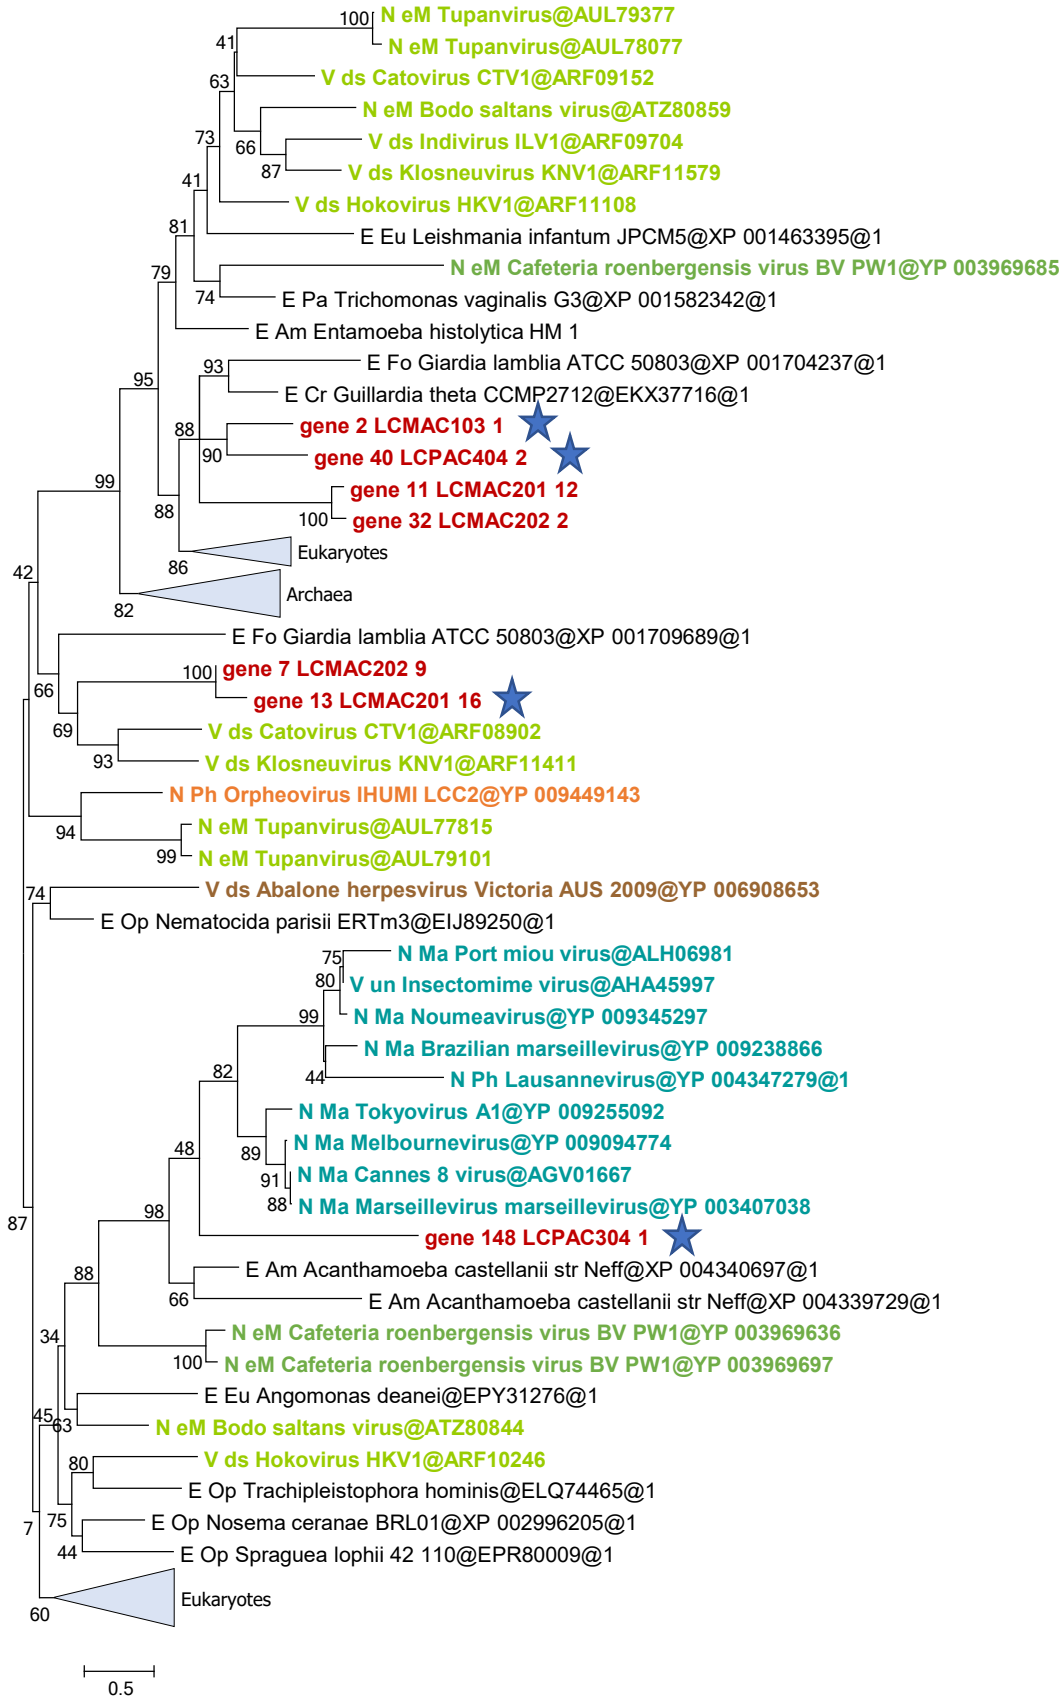 100
N eM Tupanvirus@AUL79377
41
N eM Tupanvirus@AUL78077
63
V ds Catovirus CTV1@ARF09152
N eM Bodo saltans virus@ATZ80859
73
66
V ds Indivirus ILV1@ARF09704
87
V ds Klosneuvirus KNV1@ARF11579
41
V ds Hokovirus HKV1@ARF11108
81
E Eu Leishmania infantum JPCM5@XP 001463395@1
79
N eM Cafeteria roenbergensis virus BV PW1@YP 003969685
74
E Pa Trichomonas vaginalis G3@XP 001582342@1
E Am Entamoeba histolytica HM 1
95
93
E Fo Giardia lamblia ATCC 50803@XP 001704237@1
E Cr Guillardia theta CCMP2712@EKX37716@1
88
gene 2 LCMAC103 1
90
gene 40 LCPAC404 2
99
gene 11 LCMAC201 12
88
100
gene 32 LCMAC202 2
86
Eukaryotes
42
82
Archaea
E Fo Giardia lamblia ATCC 50803@XP 001709689@1
100
gene 7 LCMAC202 9
66
gene 13 LCMAC201 16
69
V ds Catovirus CTV1@ARF08902
93
V ds Klosneuvirus KNV1@ARF11411
N Ph Orpheovirus IHUMI LCC2@YP 009449143
94
N eM Tupanvirus@AUL77815
99
N eM Tupanvirus@AUL79101
74
V ds Abalone herpesvirus Victoria AUS 2009@YP 006908653
E Op Nematocida parisii ERTm3@EIJ89250@1
75
N Ma Port miou virus@ALH06981
80
V un Insectomime virus@AHA45997
99
N Ma Noumeavirus@YP 009345297
N Ma Brazilian marseillevirus@YP 009238866
82
44
N Ph Lausannevirus@YP 004347279@1
N Ma Tokyovirus A1@YP 009255092
48
89
N Ma Melbournevirus@YP 009094774
91
N Ma Cannes 8 virus@AGV01667
98
88
N Ma Marseillevirus marseillevirus@YP 003407038
87
gene 148 LCPAC304 1
88
E Am Acanthamoeba castellanii str Neff@XP 004340697@1
66
E Am Acanthamoeba castellanii str Neff@XP 004339729@1
34
N eM Cafeteria roenbergensis virus BV PW1@YP 003969636
100
N eM Cafeteria roenbergensis virus BV PW1@YP 003969697
E Eu Angomonas deanei@EPY31276@1
45
63
N eM Bodo saltans virus@ATZ80844
80
V ds Hokovirus HKV1@ARF10246
E Op Trachipleistophora hominis@ELQ74465@1
7
75
E Op Nosema ceranae BRL01@XP 002996205@1
44
E Op Spraguea lophii 42 110@EPR80009@1
60
Eukaryotes
0.5